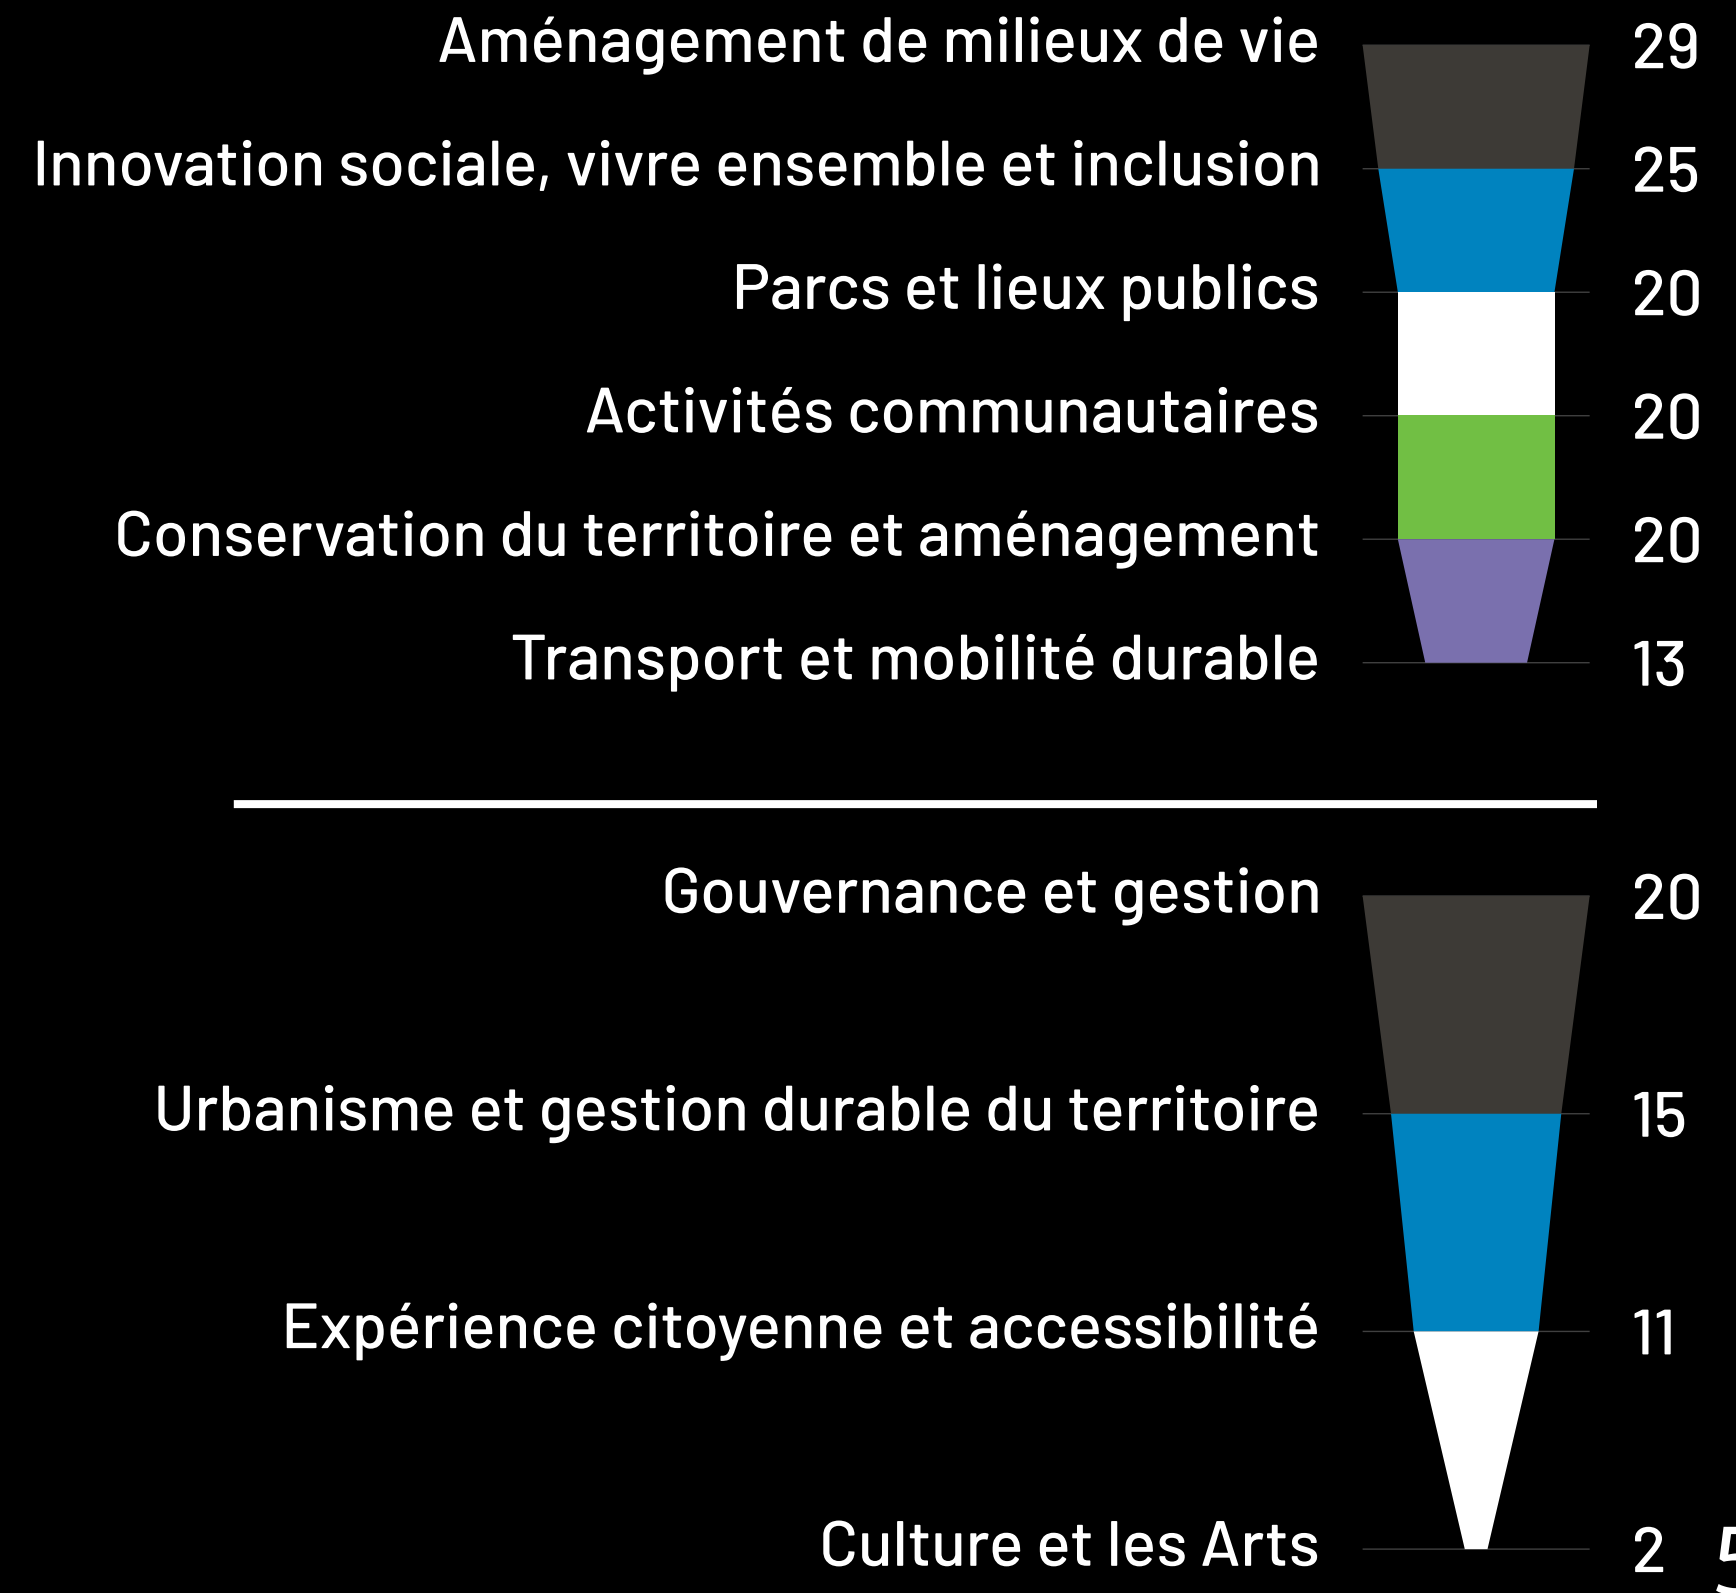 Aménagement de milieux de vie 29
Innovation sociale, vivre ensemble et inclusion 25
Parcs et lieux publics 20
Activités communautaires 20
Conservation du territoire et aménagement 20
Transport et mobilité durable 13
Gouvernance et gestion 20
Urbanisme et gestion durable du territoire 15
Expérience citoyenne et accessibilité 11
Culture et les Arts 2